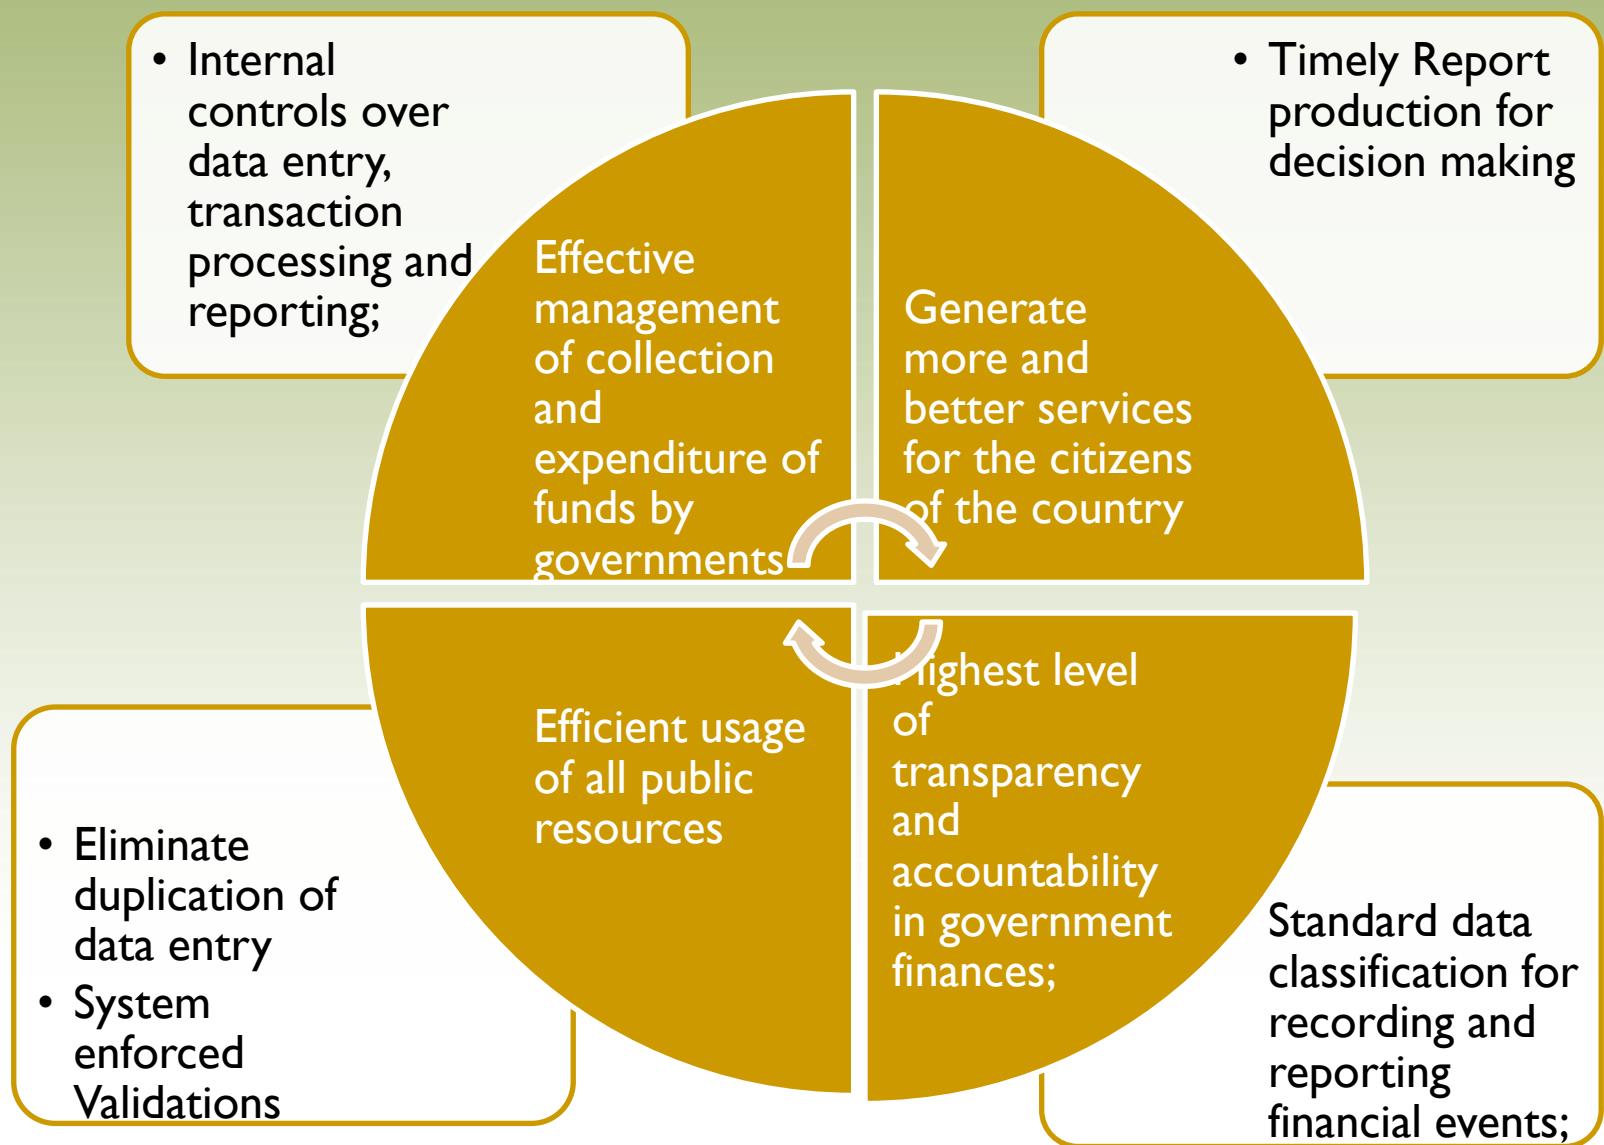 • Internal
controls over
data entry,
transaction
processing and
reporting;
• Timely Report
production for
decision making
Effective
management
of collection
and
expenditure of
funds by
governments
Generate
more and
better services
for the citizens
of the country
Efficient usage
of all public
resources
Highest level
of
transparency
and
accountability
in government
finances;
• Eliminate
duplication of
data entry
• System
enforced
Validations
Standard data
classification for
recording and
reporting
financial events;